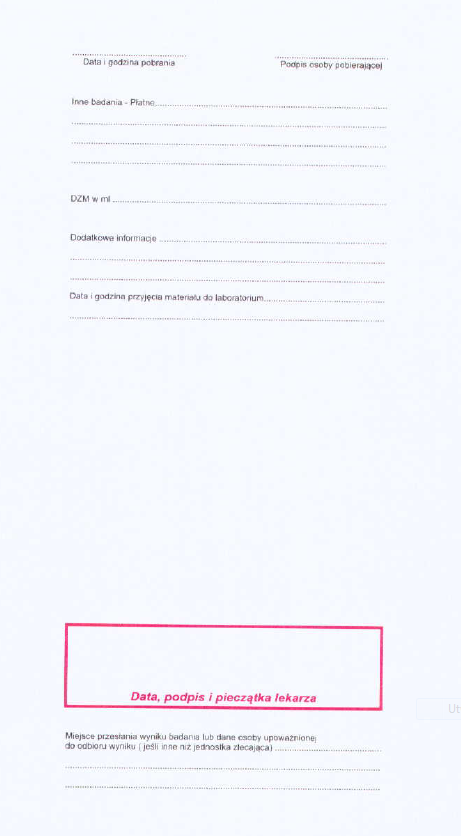 Data i godzina pobrania
Podpis osoby pobierającej
Inne badania - Płatne
DZM w ml
Dodatkowe informacje
Data i godzina przyjęcia materiału do laboratorium
Data, podpis i pieczątka lekarza
Miejsce przesłania wyniku badania lub dane osoby upoważnionej
do odbioru wyniku ( jeśli inne niż jednostka zlecająca)